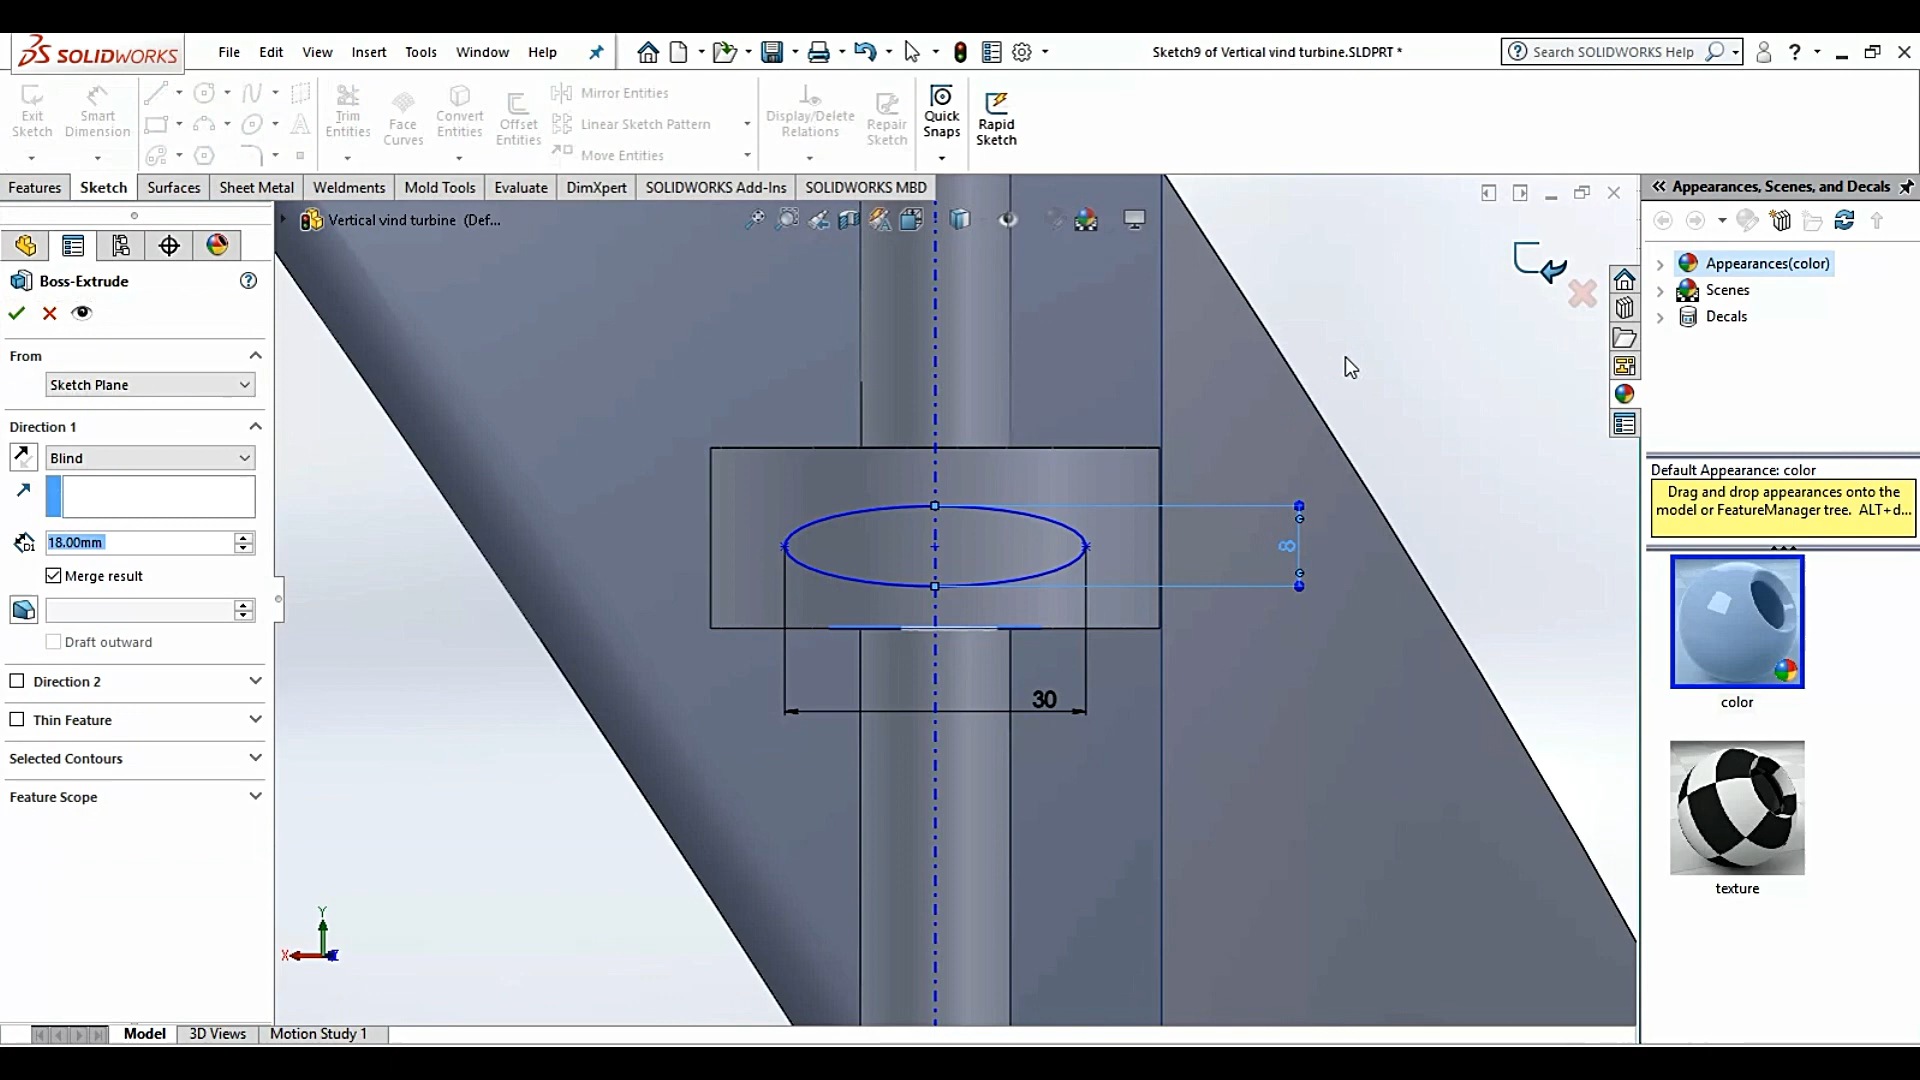 SOLIDWORKS File Edit View Insert Tools Window Help Sketch9 of Vertical vind turbine.SLDPRT * Search SOLIDWORKS Help
Exit Sketch
Smart Dimension
Trim Entities
Face Curves
Convert Entities
Offset Entities
Mirror Entities
Linear Sketch Pattern
Move Entities
Display/Delete Relations
Repair Sketch
Quick Snaps
Rapid Sketch
Features Sketch Surfaces Sheet Metal Weldments Mold Tools Evaluate DimXpert SOLIDWORKS Add-Ins SOLIDWORKS MBD
Vertical vind turbine (Def...
Boss-Extrude
From
Sketch Plane
Direction 1
Blind
D1
18.00mm
Merge result
Draft outward
Direction 2
Thin Feature
Selected Contours
Feature Scope
8
30
Y
X
Model 3D Views Motion Study 1
Appearances, Scenes, and Decals
Appearances(color)
Scenes
Decals
Default Appearance: color
Drag and drop appearances onto the
model or FeatureManager tree. ALT+d...
color
texture